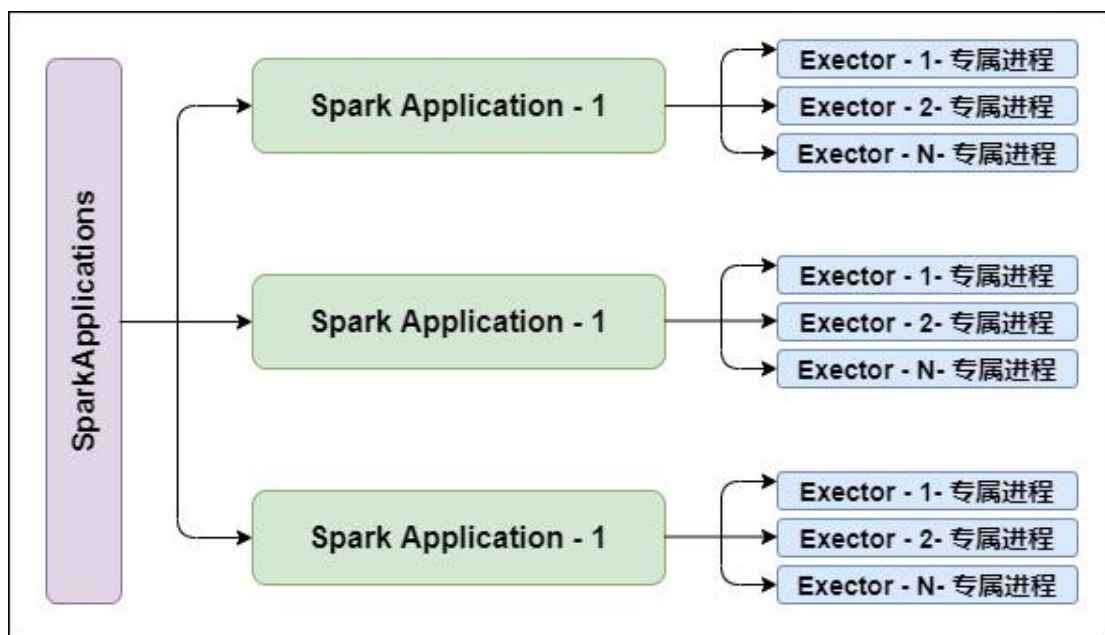 SparkApplications
Spark Application - 1
Exector - 1- 专属进程
Exector - 2- 专属进程
Exector - N- 专属进程
Spark Application - 1
Exector - 1- 专属进程
Exector - 2- 专属进程
Exector - N- 专属进程
Spark Application - 1
Exector - 1- 专属进程
Exector - 2- 专属进程
Exector - N- 专属进程